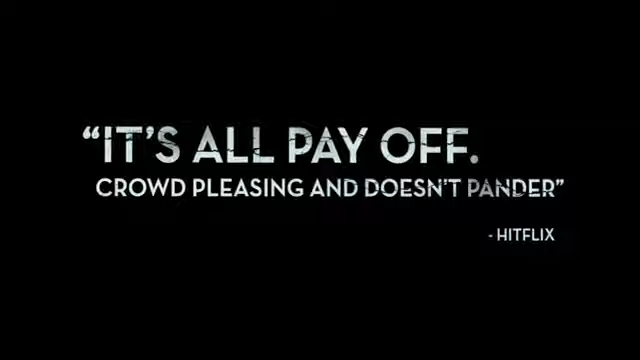 “IT’S ALL PAY OFF.
CROWD PLEASING AND DOESN’T PANDER”
- HITFLIX